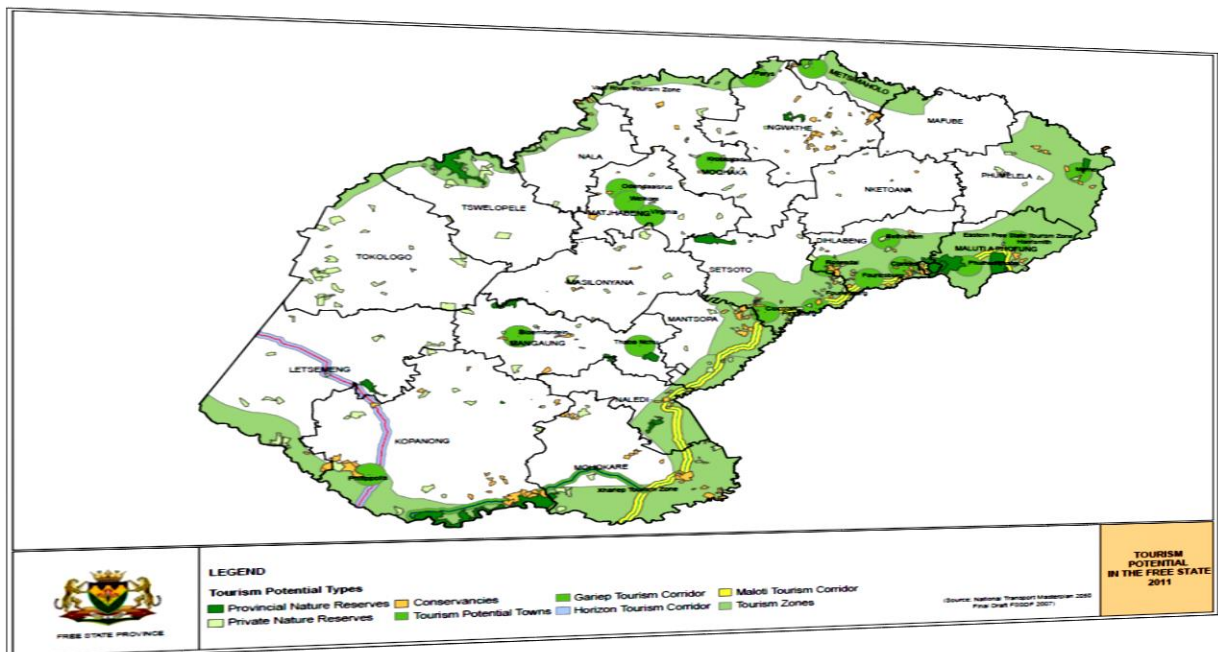 Parys
METSIMAHOLO
Vaal River Tourism Zone
NGWATHE
MAFUBE
NALA
Kroonstad
MOQHAKA
PHUMELELA
NKETOANA
Odendaalsrus
Welkom
MATJHABENG
Virginia
TSWELOPELE
DIHLABENG
Bethlehem
Eastern Free State Tourism Zone
Harrismith
MALUTI A PHOFUNG
TOKOLOGO
SETSOTO
MASILONYANA
MANTSOPA
Bloemfontein
MANGAUNG
Thaba Nchu
LETSEMENG
NALEDI
KOPANONG
MOHOKARE
Philippolis
Xhariep Tourism Zone
LEGEND
Tourism Potential Types
Provincial Nature Reserves
Private Nature Reserves
Conservancies
Tourism Potential Towns
Gariep Tourism Corridor
Horizon Tourism Corridor
Maloti Tourism Corridor
Tourism Zones
FREE STATE PROVINCE
(Source: National Transport Masterplan 2050
Final Draft FSGDP 2007)
TOURISM
POTENTIAL
IN THE FREE STATE
2011